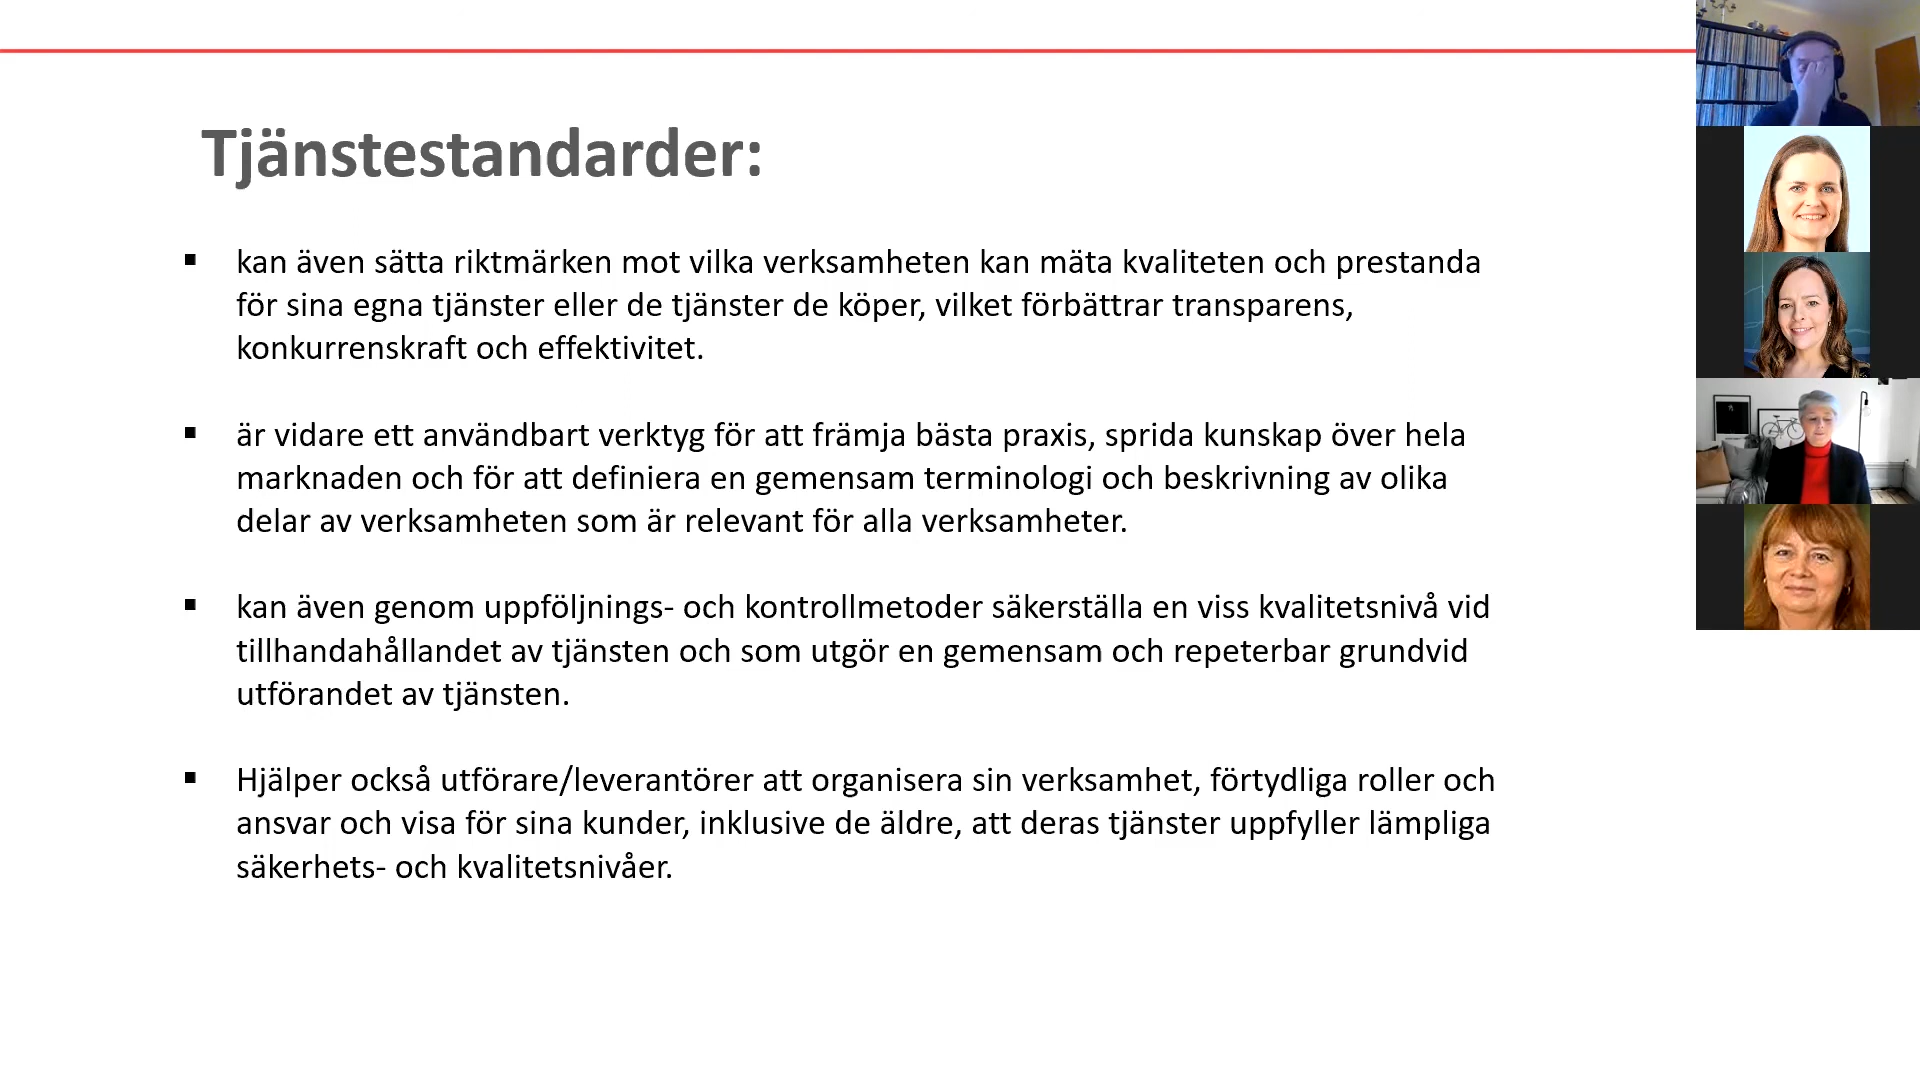 Tjänstestandarder:
▪ kan även sätta riktmärken mot vilka verksamheten kan mäta kvaliteten och prestanda
för sina egna tjänster eller de tjänster de köper, vilket förbättrar transparens,
konkurrenskraft och effektivitet.
▪ är vidare ett användbart verktyg för att främja bästa praxis, sprida kunskap över hela
marknaden och för att definiera en gemensam terminologi och beskrivning av olika
delar av verksamheten som är relevant för alla verksamheter.
▪ kan även genom uppföljnings- och kontrollmetoder säkerställa en viss kvalitetsnivå vid
tillhandahållandet av tjänsten och som utgör en gemensam och repeterbar grundvid
utförandet av tjänsten.
▪ Hjälper också utförare/leverantörer att organisera sin verksamhet, förtydliga roller och
ansvar och visa för sina kunder, inklusive de äldre, att deras tjänster uppfyller lämpliga
säkerhets- och kvalitetsnivåer.